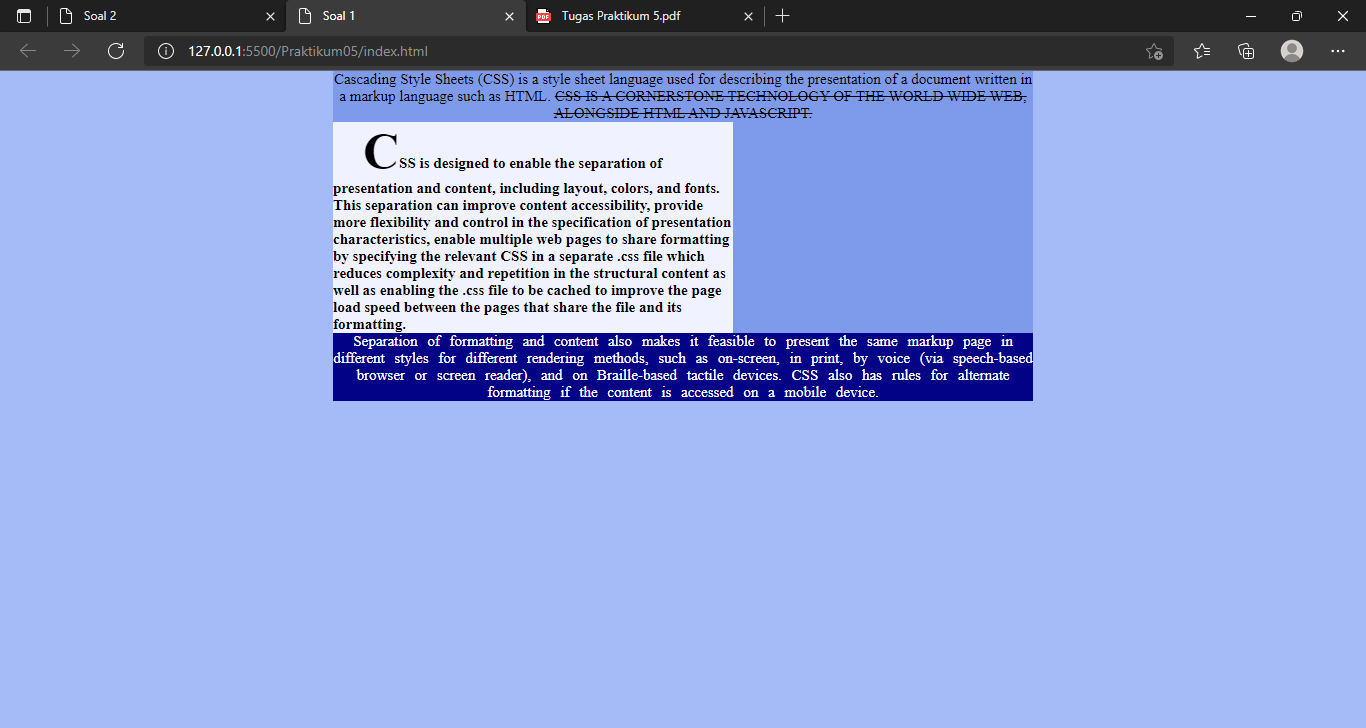 Soal 2
Soal 1
PDF
Tugas Praktikum 5.pdf
127.0.0.1:5500/Praktikum05/index.html
Cascading Style Sheets (CSS) is a style sheet language used for describing the presentation of a document written in
a markup language such as HTML. CSS IS A CORNERSTONE TECHNOLOGY OF THE WORLD WIDE WEB,
ALONGSIDE HTML AND JAVASCRIPT.
CSS is designed to enable the separation of
presentation and content, including layout, colors, and fonts.
This separation can improve content accessibility, provide
more flexibility and control in the specification of presentation
characteristics, enable multiple web pages to share formatting
by specifying the relevant CSS in a separate .css file which
reduces complexity and repetition in the structural content as
well as enabling the .css file to be cached to improve the page
load speed between the pages that share the file and its
formatting.
Separation of formatting and content also makes it feasible to present the same markup page in
different styles for different rendering methods, such as on-screen, in print, by voice (via speech-based
browser or screen reader), and on Braille-based tactile devices. CSS also has rules for alternate
formatting if the content is accessed on a mobile device.